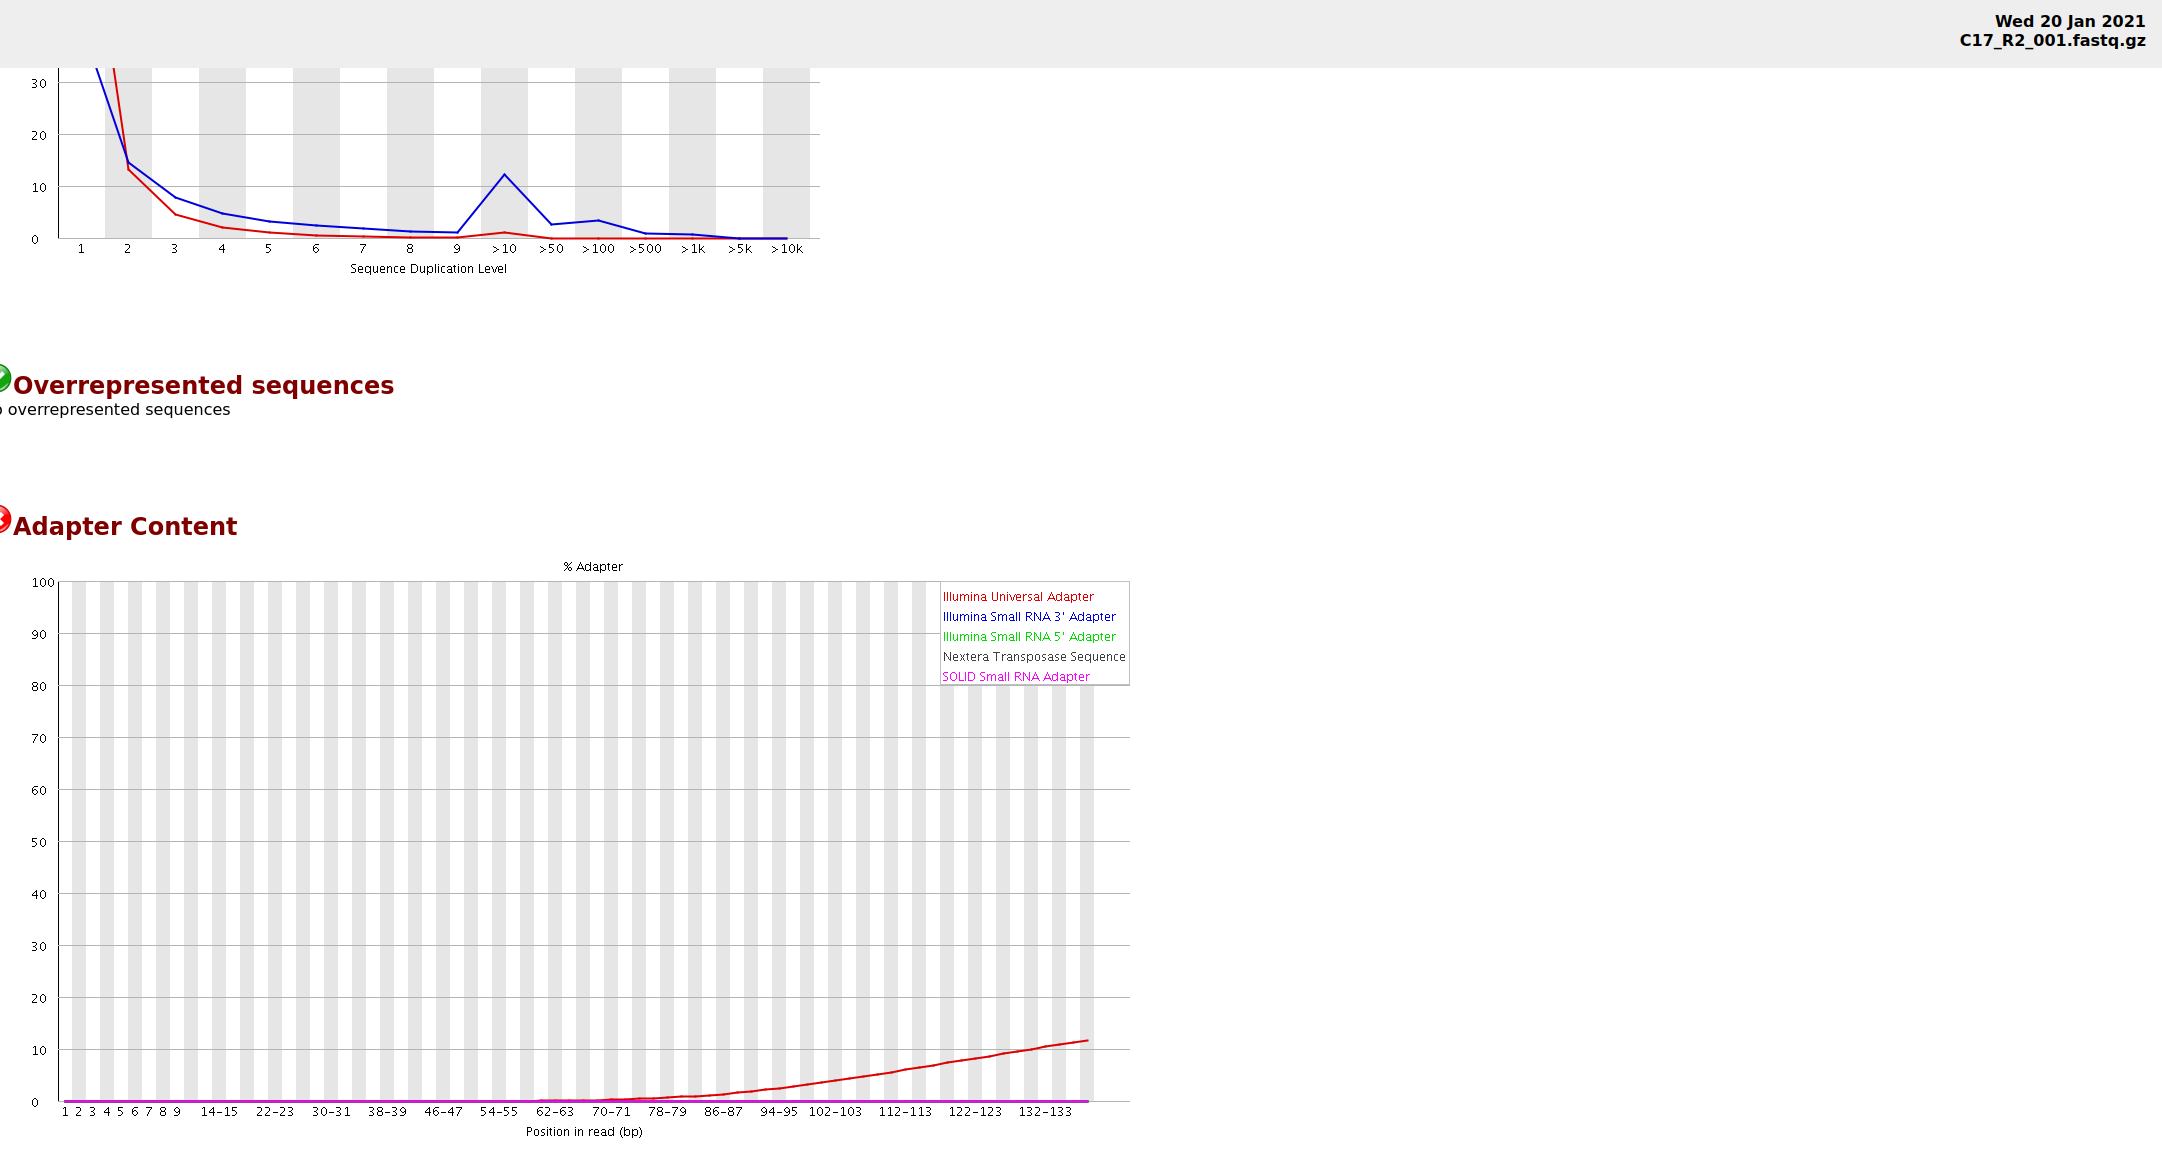 Wed 20 Jan 2021
C17_R2_001.fastq.gz
30
20
10
0
1 2 3 4 5 6 7 8 9 >10 >50 >100 >500 >1k >5k >10k
Sequence Duplication Level
Overrepresented sequences
overrepresented sequences
Adapter Content
% Adapter
100
Illumina Universal Adapter
Illumina Small RNA 3' Adapter
Illumina Small RNA 5' Adapter
Nextera Transposase Sequence
SOLID Small RNA Adapter
90
80
70
60
50
40
30
20
10
0
1 2 3 4 5 6 7 8 9 14-15 22-23 30-31 38-39 46-47 54-55 62-63 70-71 78-79 86-87 94-95 102-103 112-113 122-123 132-133
Position in read (bp)